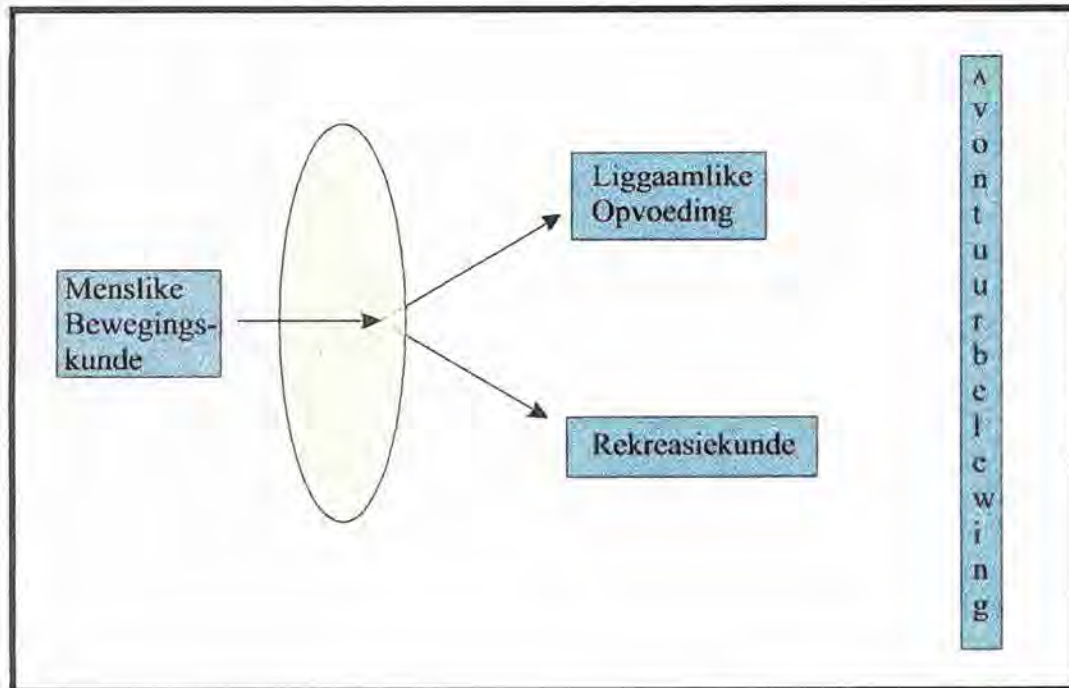 Liggaamlike
Opvoeding
Menslike
Bewegings-
kunde
Rekreasiekunde
Avontuurbelewing